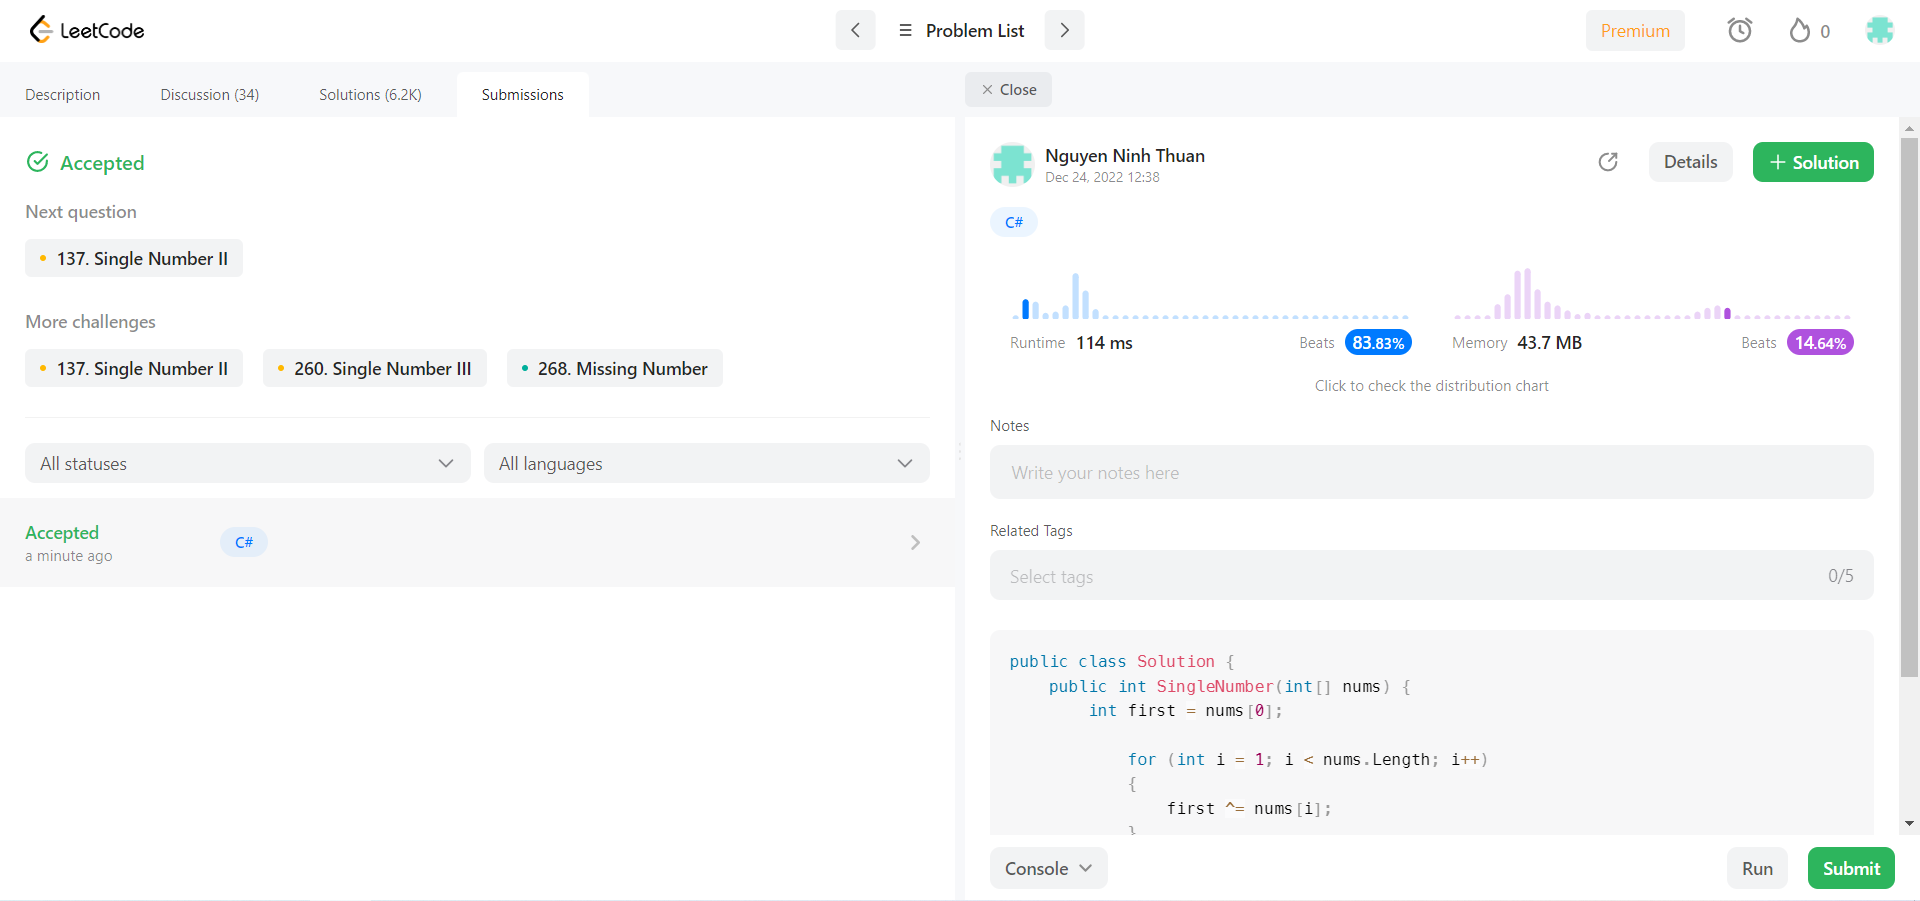 LeetCode
Problem List
Premium
0
Description
Discussion (34)
Solutions (6.2K)
Submissions
Close
Accepted
Next question
137. Single Number II
More challenges
137. Single Number II
260. Single Number III
268. Missing Number
All statuses
All languages
Accepted
a minute ago
C#
Nguyen Ninh Thuan
Dec 24, 2022 12:38
Details
+ Solution
C#
Runtime 114 ms
Beats 83.83%
Memory 43.7 MB
Beats 14.64%
Click to check the distribution chart
Notes
Write your notes here
Related Tags
Select tags
0/5
public class Solution {
public int SingleNumber(int[] nums) {
int first = nums[0];
for (int i = 1; i < nums.Length; i++)
{
first ^= nums[i];
}
Console
Run
Submit